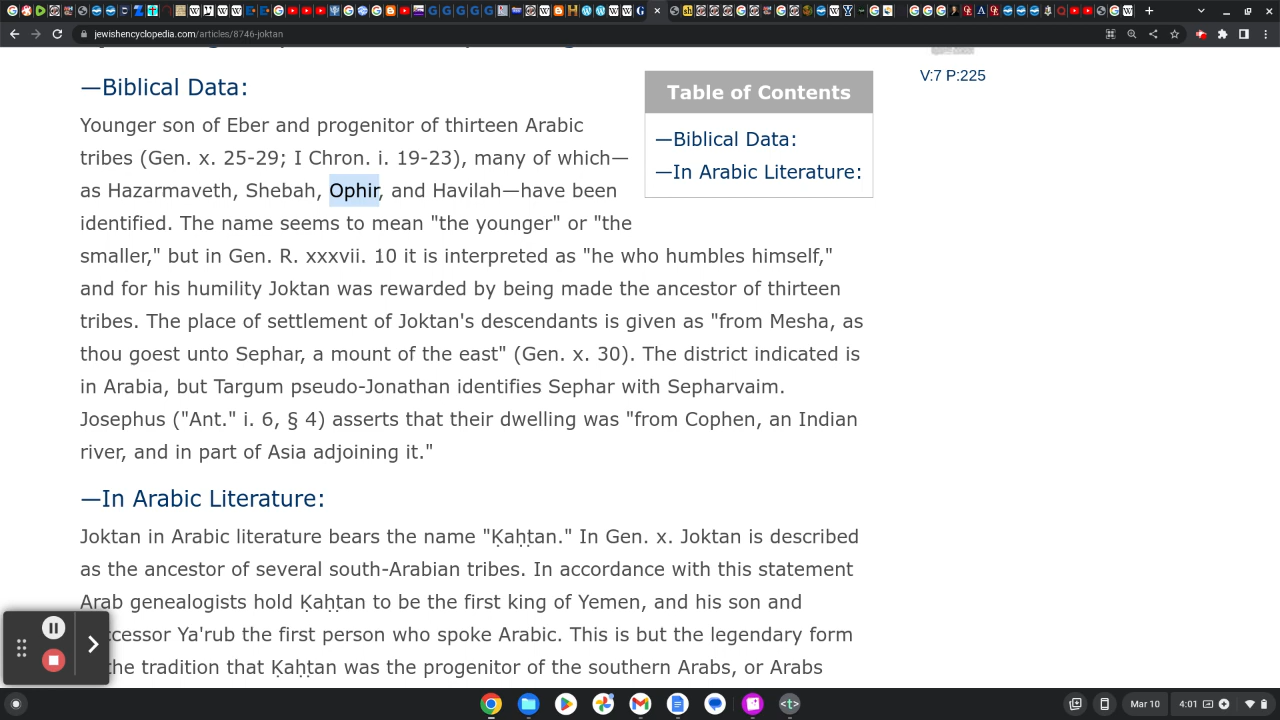 jewishencyclopedia.com/articles/8746-joktan
—Biblical Data:
V:7 P:225
Table of Contents
—Biblical Data:
—In Arabic Literature:
Younger son of Eber and progenitor of thirteen Arabic
tribes (Gen. x. 25-29; I Chron. i. 19-23), many of which—
as Hazarmaveth, Shebah, Ophir, and Havilah—have been
identified. The name seems to mean "the younger" or "the
smaller," but in Gen. R. xxxvii. 10 it is interpreted as "he who humbles himself,"
and for his humility Joktan was rewarded by being made the ancestor of thirteen
tribes. The place of settlement of Joktan's descendants is given as "from Mesha, as
thou goest unto Sephar, a mount of the east" (Gen. x. 30). The district indicated is
in Arabia, but Targum pseudo-Jonathan identifies Sephar with Sepharvaim.
Josephus ("Ant." i. 6, § 4) asserts that their dwelling was "from Cophen, an Indian
river, and in part of Asia adjoining it."
—In Arabic Literature:
Joktan in Arabic literature bears the name "Ḳaḥṭan." In Gen. x. Joktan is described
as the ancestor of several south-Arabian tribes. In accordance with this statement
Arab genealogists hold Ḳaḥṭan to be the first king of Yemen, and his son and
Ya'rub the first person who spoke Arabic. This is but the legendary form
the tradition that Ḳaḥṭan was the progenitor of the southern Arabs, or Arabs
Mar 10
4:01